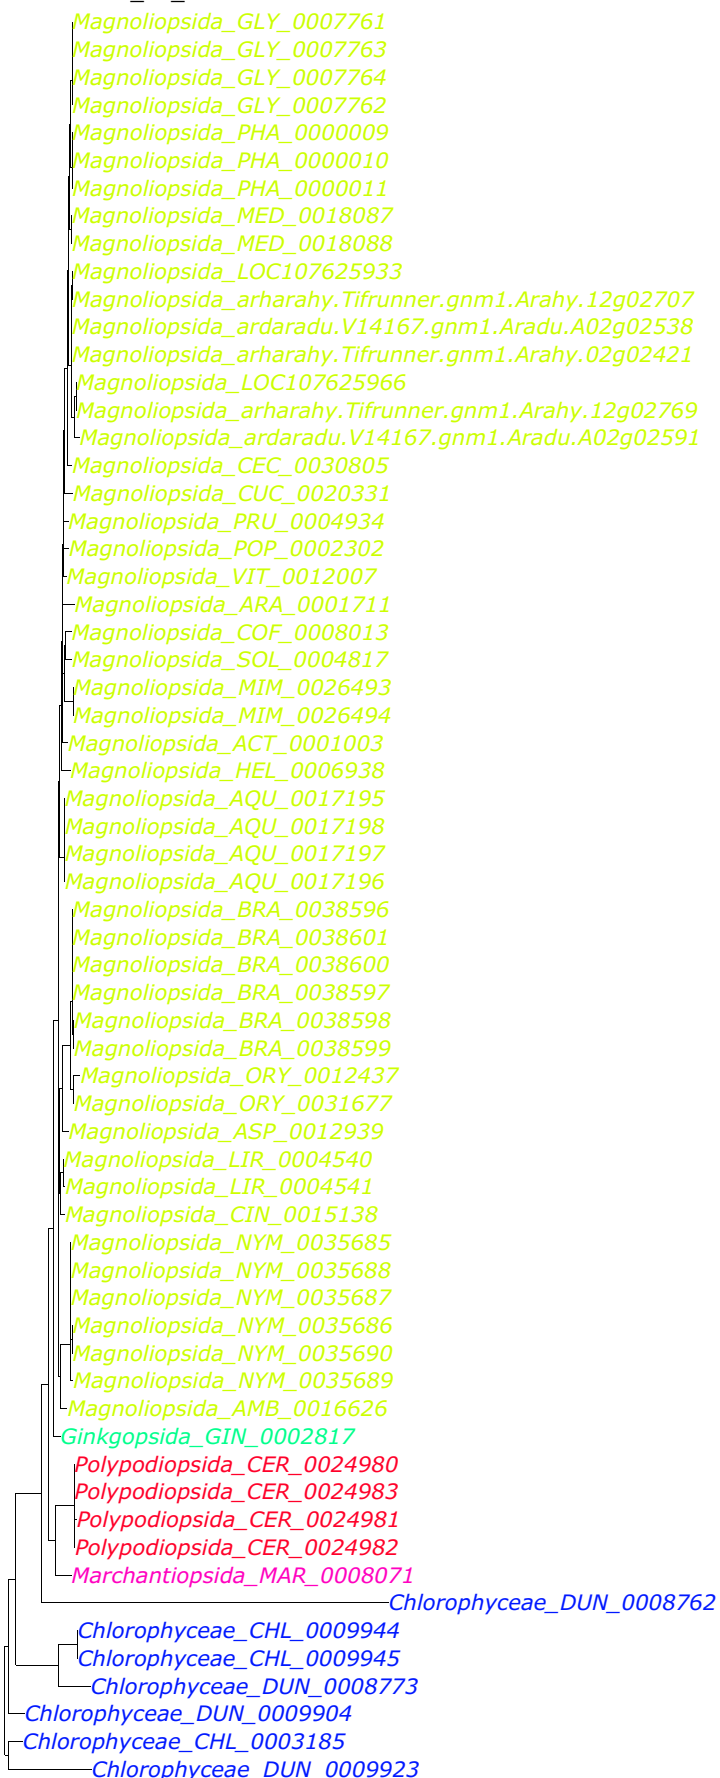 Magnoliopsida_GLY_0007761
Magnoliopsida_GLY_0007763
Magnoliopsida_GLY_0007764
Magnoliopsida_GLY_0007762
Magnoliopsida_PHA_0000009
Magnoliopsida_PHA_0000010
Magnoliopsida_PHA_0000011
Magnoliopsida_MED_0018087
Magnoliopsida_MED_0018088
Magnoliopsida_LOC107625933
Magnoliopsida_arharahy.Tifrunner.gnm1.Arahy.12g02707
Magnoliopsida_ardaradu.V14167.gnm1.Aradu.A02g02538
Magnoliopsida_arharahy.Tifrunner.gnm1.Arahy.02g02421
Magnoliopsida_LOC107625966
Magnoliopsida_arharahy.Tifrunner.gnm1.Arahy.12g02769
Magnoliopsida_ardaradu.V14167.gnm1.Aradu.A02g02591
Magnoliopsida_CEC_0030805
Magnoliopsida_CUC_0020331
Magnoliopsida_PRU_0004934
Magnoliopsida_POP_0002302
Magnoliopsida_VIT_0012007
Magnoliopsida_ARA_0001711
Magnoliopsida_COF_0008013
Magnoliopsida_SOL_0004817
Magnoliopsida_MIM_0026493
Magnoliopsida_MIM_0026494
Magnoliopsida_ACT_0001003
Magnoliopsida_HEL_0006938
Magnoliopsida_AQU_0017195
Magnoliopsida_AQU_0017198
Magnoliopsida_AQU_0017197
Magnoliopsida_AQU_0017196
Magnoliopsida_BRA_0038596
Magnoliopsida_BRA_0038601
Magnoliopsida_BRA_0038600
Magnoliopsida_BRA_0038597
Magnoliopsida_BRA_0038598
Magnoliopsida_BRA_0038599
Magnoliopsida_ORY_0012437
Magnoliopsida_ORY_0031677
Magnoliopsida_ASP_0012939
Magnoliopsida_LIR_0004540
Magnoliopsida_LIR_0004541
Magnoliopsida_CIN_0015138
Magnoliopsida_NYM_0035685
Magnoliopsida_NYM_0035688
Magnoliopsida_NYM_0035687
Magnoliopsida_NYM_0035686
Magnoliopsida_NYM_0035690
Magnoliopsida_NYM_0035689
Magnoliopsida_AMB_0016626
Ginkgopsida_GIN_0002817
Polypodiopsida_CER_0024980
Polypodiopsida_CER_0024983
Polypodiopsida_CER_0024981
Polypodiopsida_CER_0024982
Marchantiopsida_MAR_0008071
Chlorophyceae_DUN_0008762
Chlorophyceae_CHL_0009944
Chlorophyceae_CHL_0009945
Chlorophyceae_DUN_0008773
Chlorophyceae_DUN_0009904
Chlorophyceae_CHL_0003185
Chlorophyceae_DUN_0009923